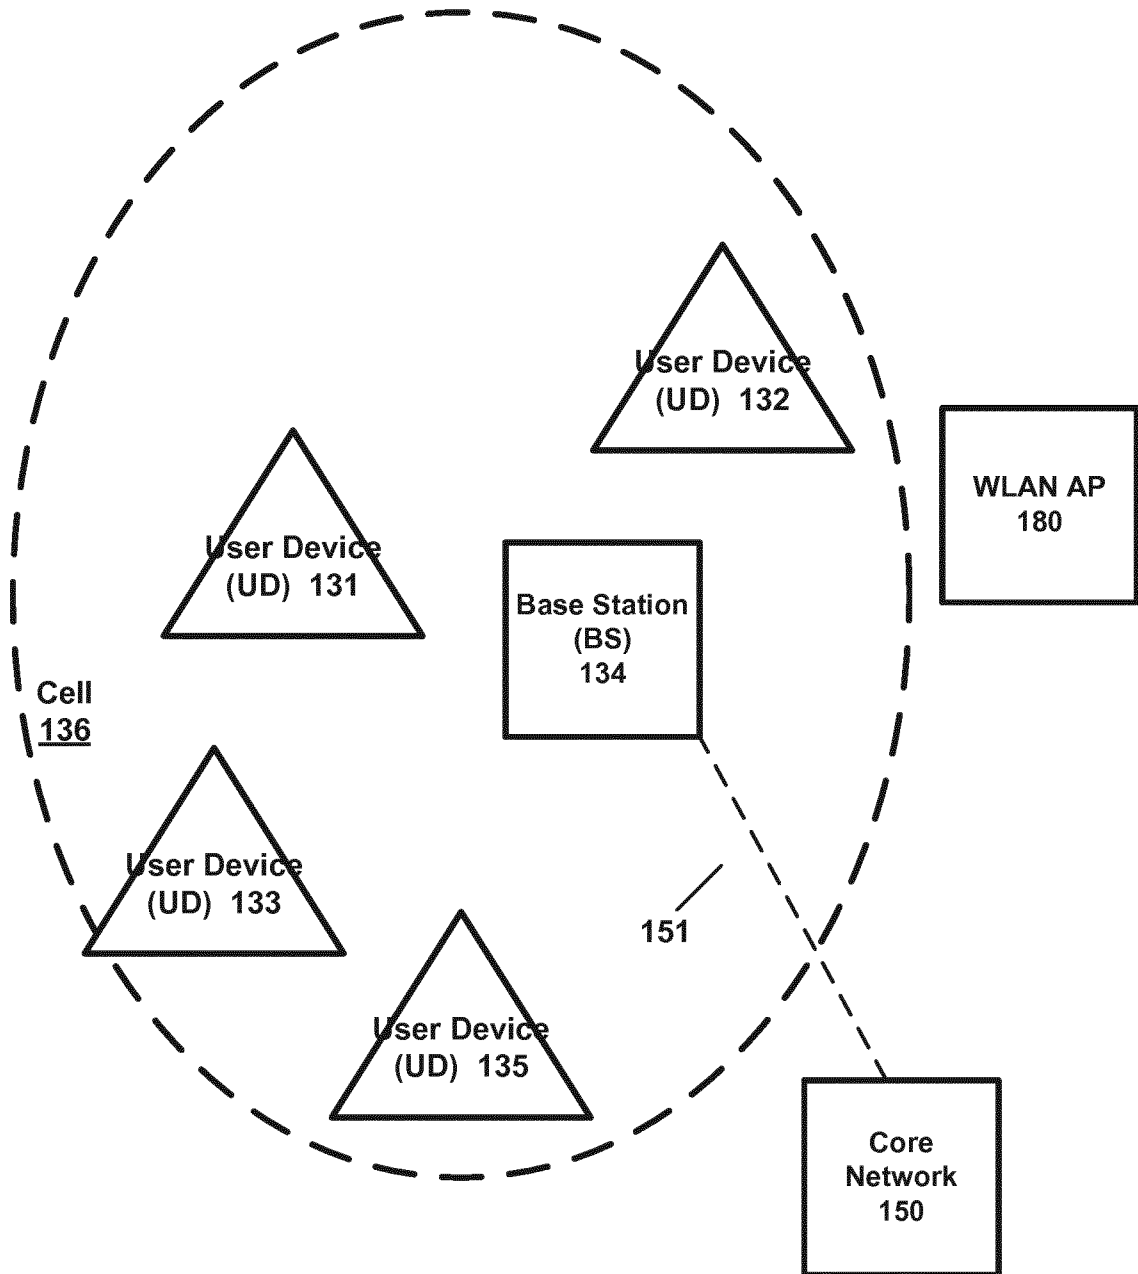 User Device
(UD) 132
WLAN AP
180
User Device
(UD) 131
Base Station
(BS)
134
Cell
136
User Device
(UD) 133
151
User Device
(UD) 135
Core
Network
150